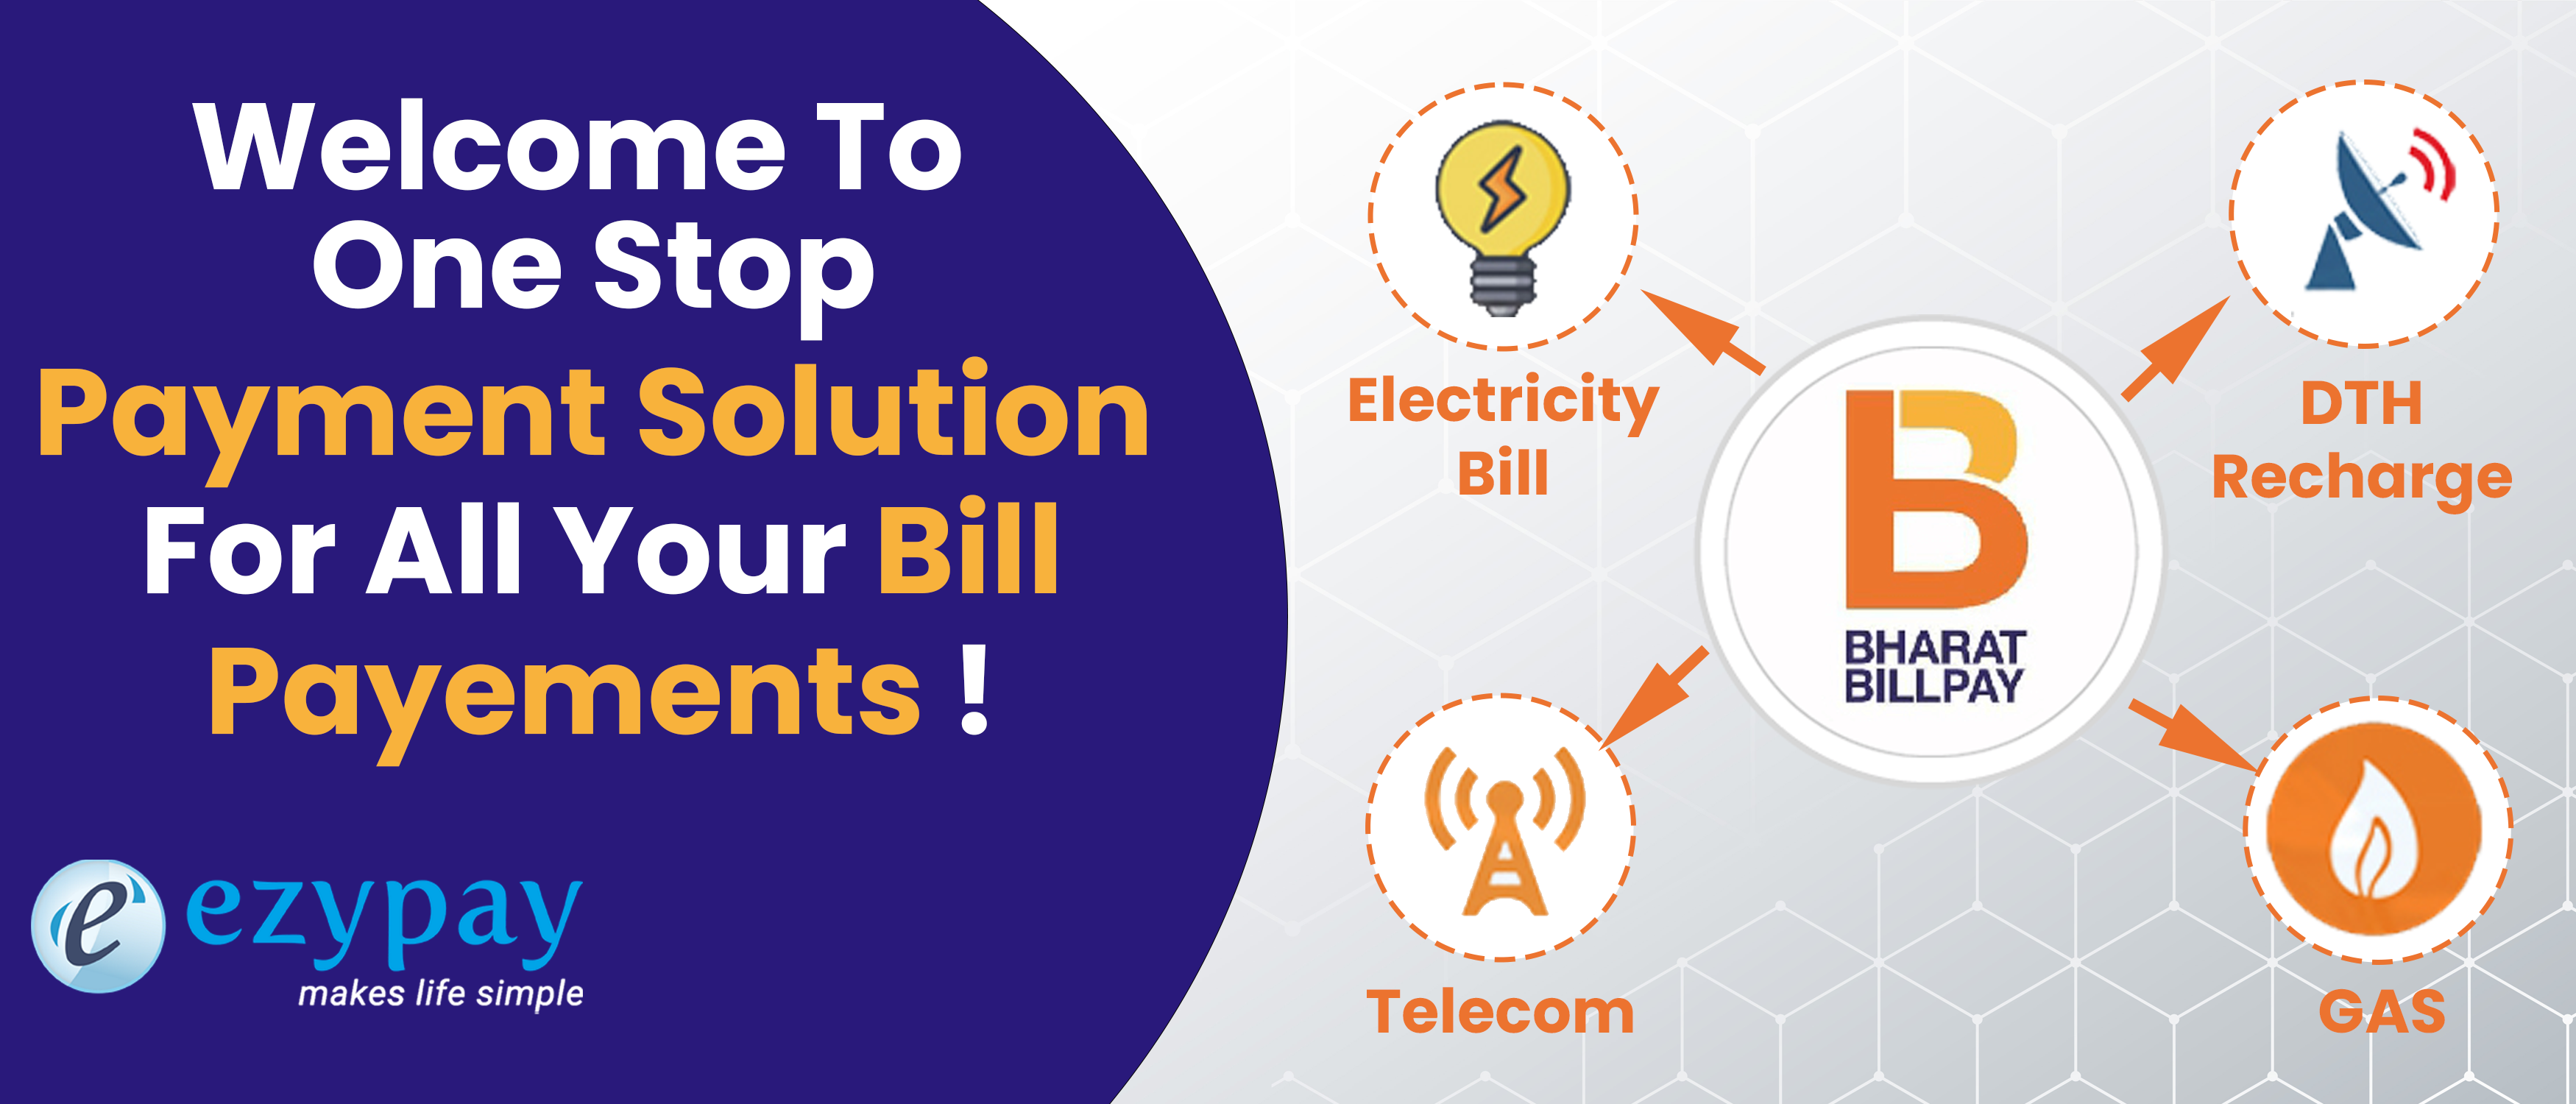 Welcome To
One Stop
Payment Solution
For All Your Bill
Payements !
e ezypay
makes life simple
Electricity
Bill
DTH
Recharge
BHARAT
BILLPAY
Telecom
GAS